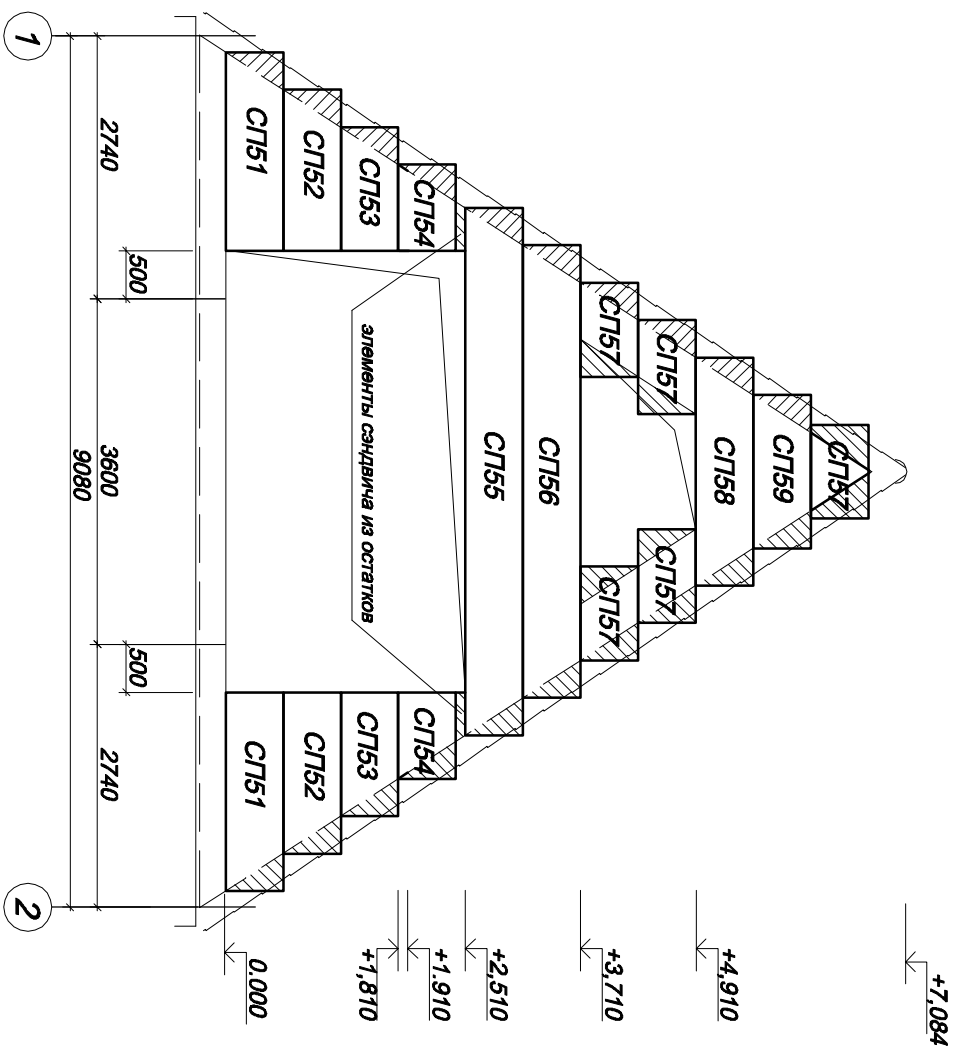 +7,084
СП57
СП59
СП58
+4,910
СП57
СП57
СП57
СП57
+3,710
СП56
СП55
+2,510
СП54
СП54
+1.910
СП53
элементы сэндвича из остатков
СП53
+1,810
СП52
СП52
СП51
СП51
0.000
500
500
2740
3600
2740
9080
1
2